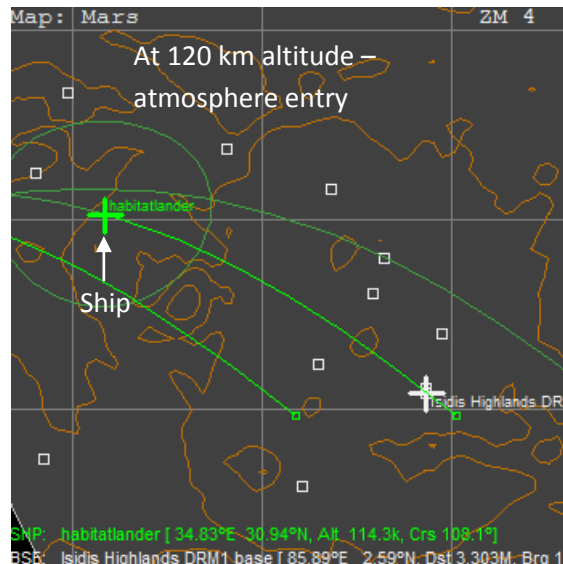 Map: Mars ZM 4
At 120 km altitude –
atmosphere entry
habitatlander
Ship
Isidis Highlands DR
SHP: habitatlander [ 34.83°E 30.94°N, Alt 114.3k, Crs 108.1°]
BSE: Isidis Highlands DRM1 base [ 85.89°E 2.59°N, Dst 3.303M, Brg 1